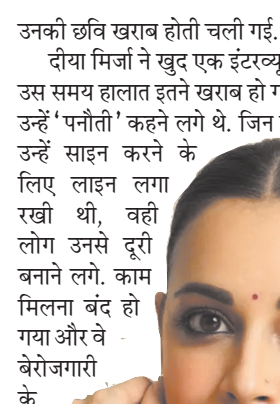 उनकी छवि खराब होती चली गई.
दीया मिर्जा ने खुद एक
उस समय हालात इतने खराब हो
उन्हें ‘पनौती’ कहने लगे थे. जिन
उन्हें साइन करने के
लिए लाइन लगा
रखी थी, वही
लोग उनसे दूरी
बनाने लगे. काम
मिलना बंद हो
गया और वे
बेरोजगारी
के